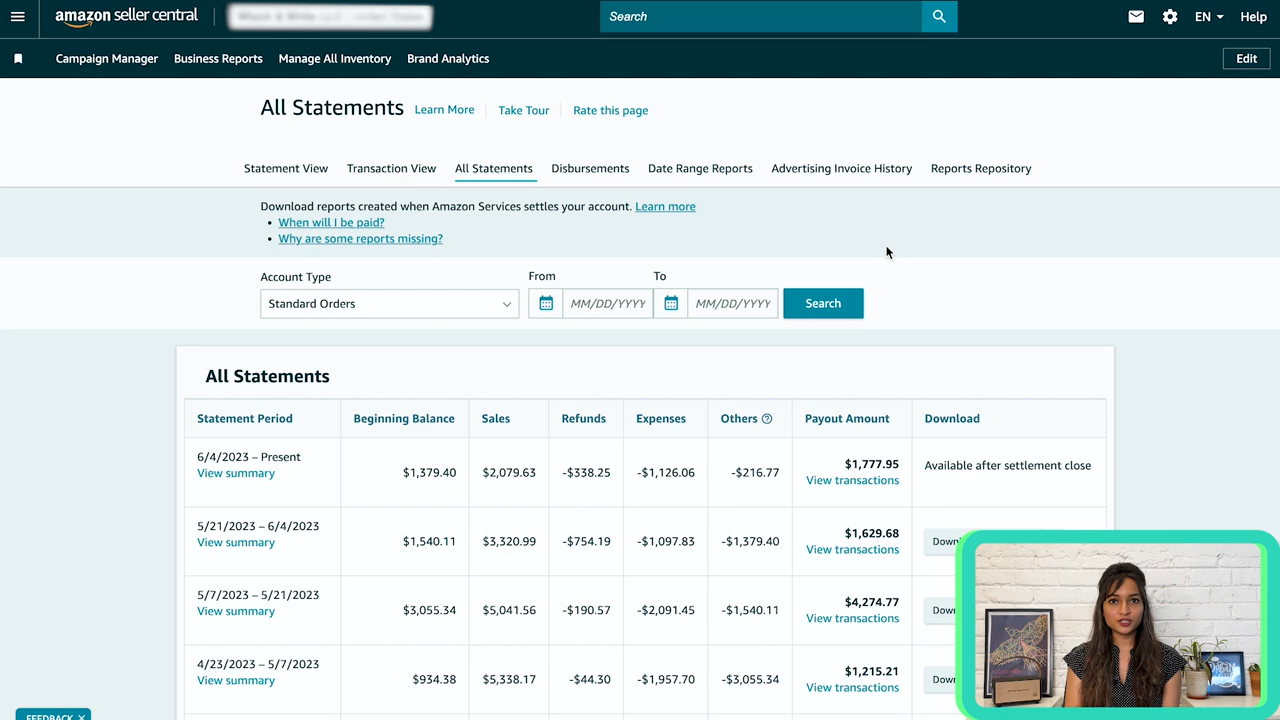 amazon seller central
Search
EN
Help
Campaign Manager
Business Reports
Manage All Inventory
Brand Analytics
Edit
All Statements
Learn More
Take Tour
Rate this page
Statement View
Transaction View
All Statements
Disbursements
Date Range Reports
Advertising Invoice History
Reports Repository
Download reports created when Amazon Services settles your account. Learn more
• When will I be paid?
• Why are some reports missing?
Account Type
From
To
Standard Orders
MM/DD/YYYY
MM/DD/YYYY
Search
All Statements
Statement Period Beginning Balance Sales Refunds Expenses Others Payout Amount Download
6/4/2023 – Present
View summary
$1,379.40 $2,079.63 -$338.25 -$1,126.06 -$216.77
$1,777.95
View transactions
Available after settlement close
5/21/2023 – 6/4/2023
View summary
$1,540.11 $3,320.99 -$754.19 -$1,097.83 -$1,379.40
$1,629.68
View transactions
Down
5/7/2023 – 5/21/2023
View summary
$3,055.34 $5,041.56 -$190.57 -$2,091.45 -$1,540.11
$4,274.77
View transactions
Down
4/23/2023 – 5/7/2023
View summary
$934.38 $5,338.17 -$44.30 -$1,957.70 -$3,055.34
$1,215.21
View transactions
Down
FEEDBACK